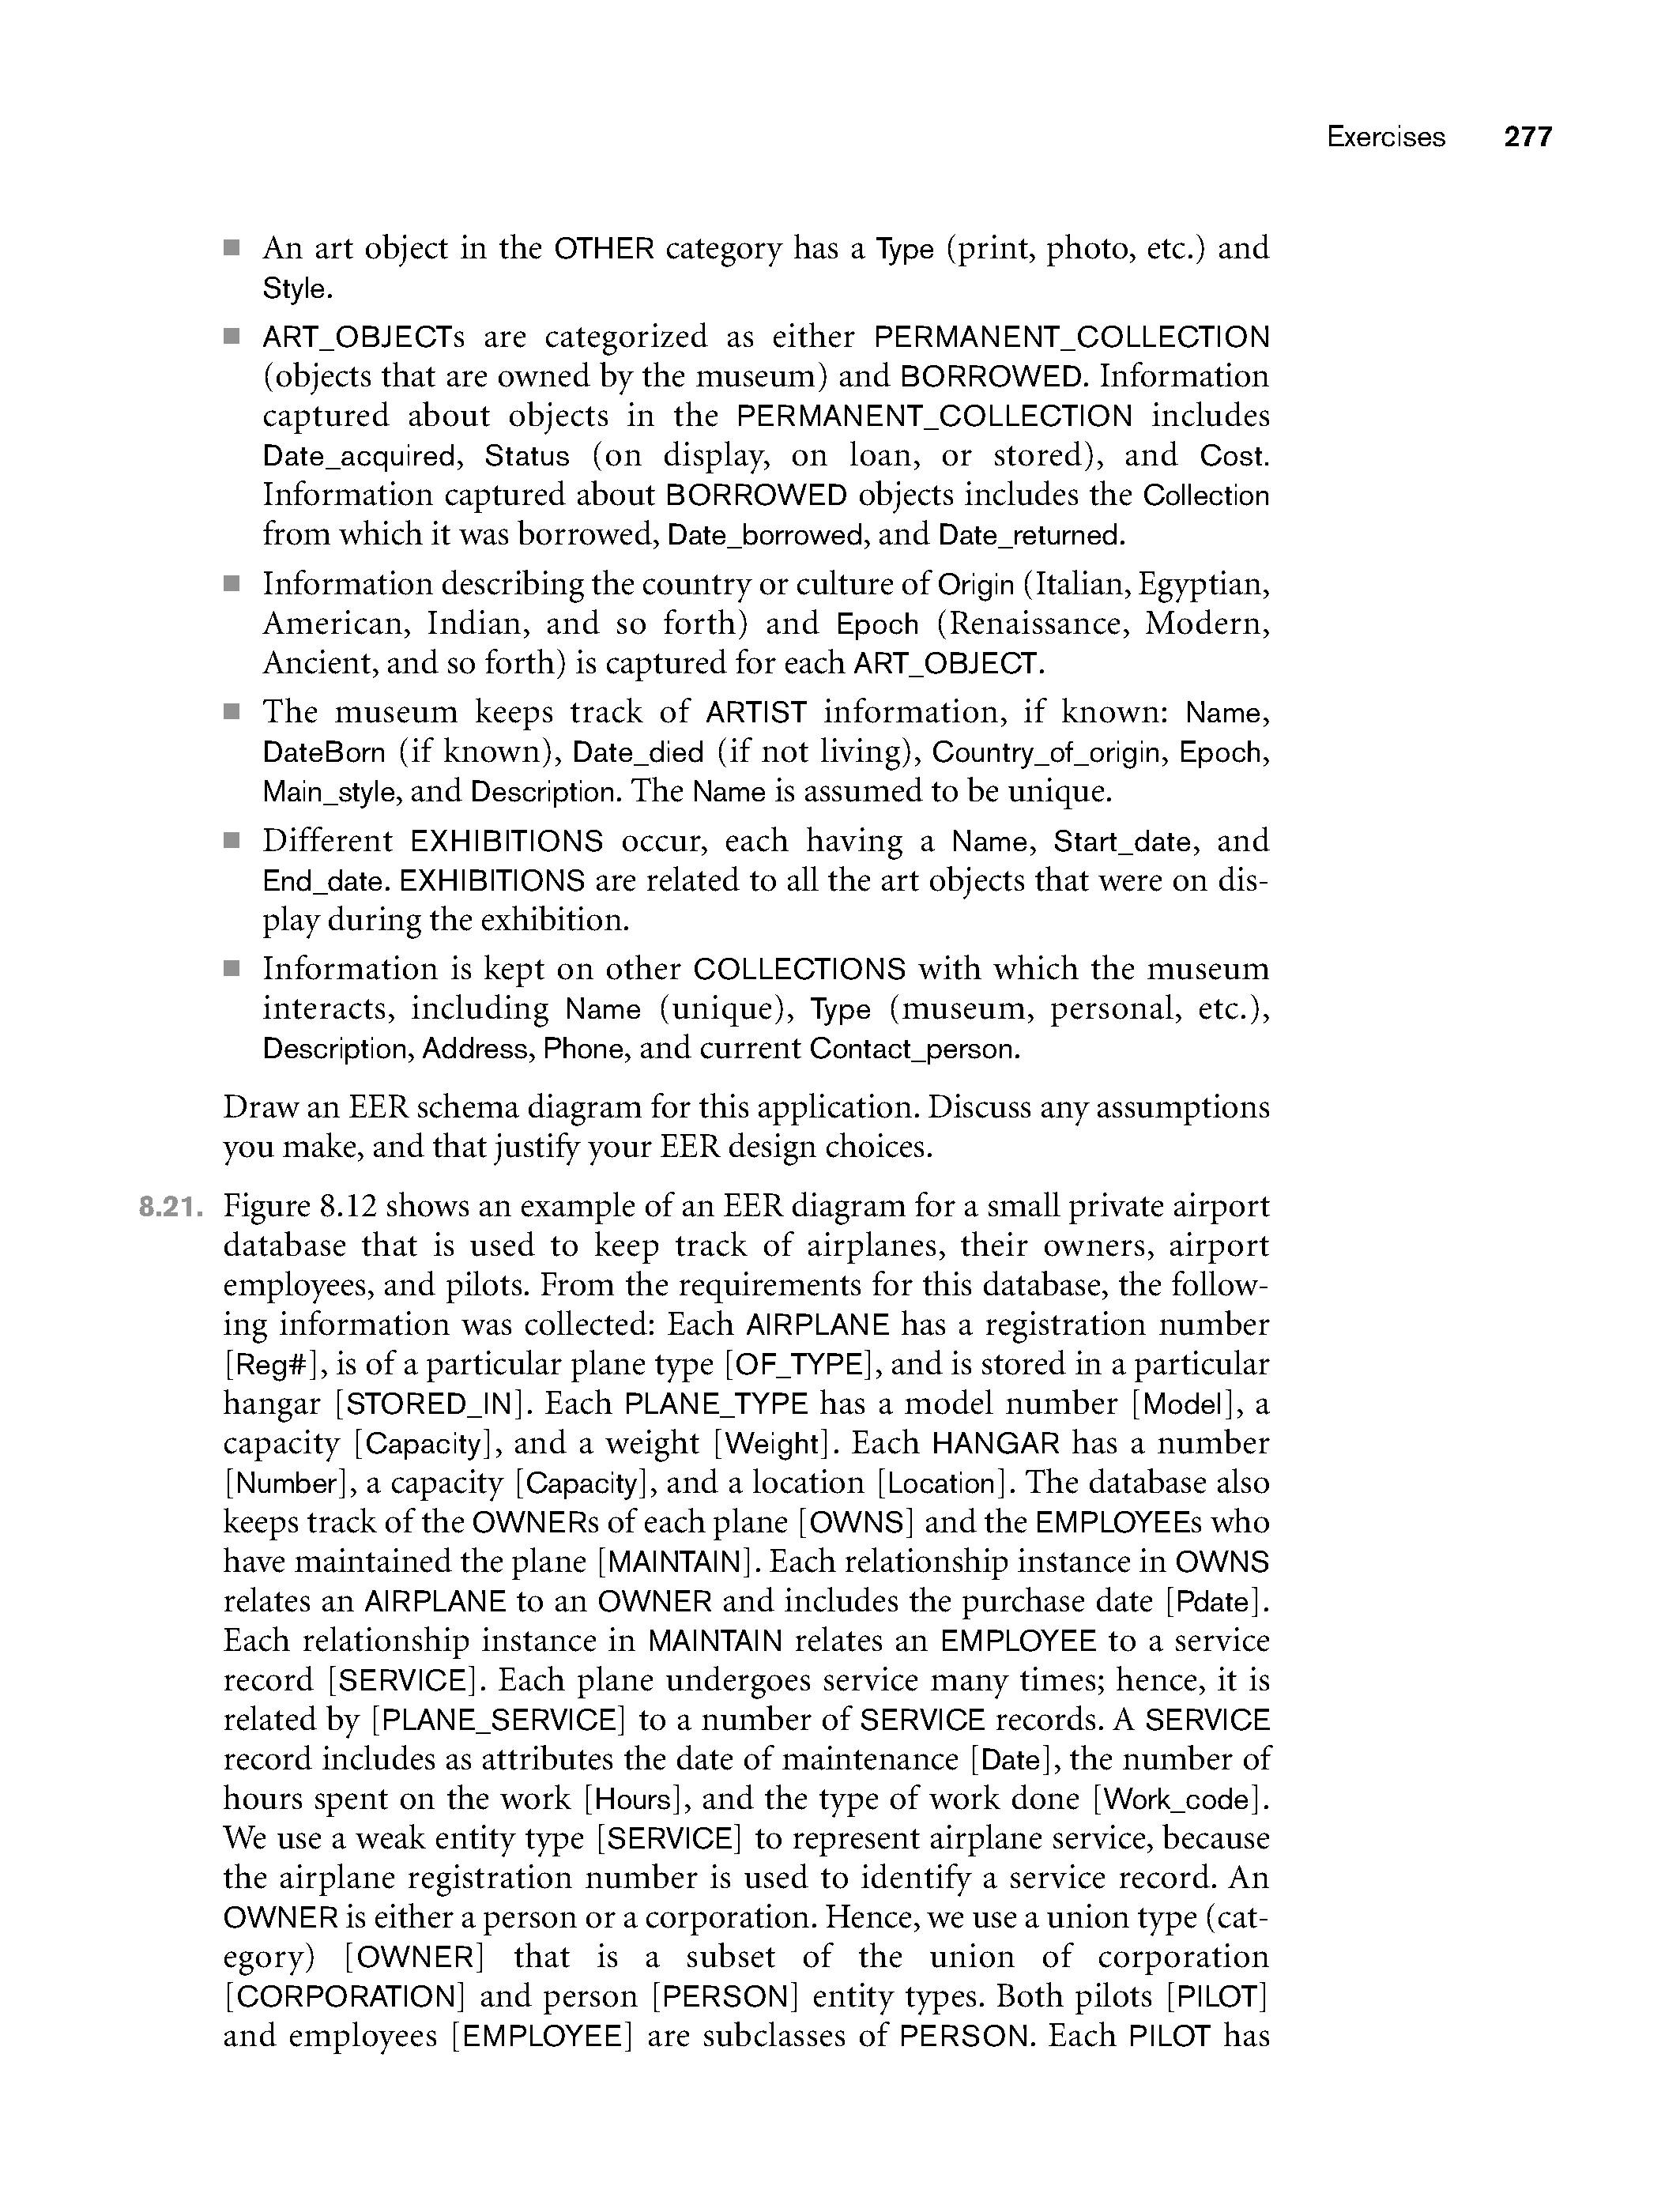 Exercises 277
■ An art object in the OTHER category has a Type (print, photo, etc.) and
Style.
■ ART_OBJECTs are categorized as either PERMANENT_COLLECTION
(objects that are owned by the museum) and BORROWED. Information
captured about objects in the PERMANENT_COLLECTION includes
Date_acquired, Status (on display, on loan, or stored), and Cost.
Information captured about BORROWED objects includes the Collection
from which it was borrowed, Date_borrowed, and Date_returned.
■ Information describing the country or culture of Origin (Italian, Egyptian,
American, Indian, and so forth) and Epoch (Renaissance, Modern,
Ancient, and so forth) is captured for each ART_OBJECT.
■ The museum keeps track of ARTIST information, if known: Name,
DateBorn (if known), Date_died (if not living), Country_of_origin, Epoch,
Main_style, and Description. The Name is assumed to be unique.
■ Different EXHIBITIONS occur, each having a Name, Start_date, and
End_date. EXHIBITIONS are related to all the art objects that were on dis-
play during the exhibition.
■ Information is kept on other COLLECTIONS with which the museum
interacts, including Name (unique), Type (museum, personal, etc.),
Description, Address, Phone, and current Contact_person.
Draw an EER schema diagram for this application. Discuss any assumptions
you make, and that justify your EER design choices.
8.21. Figure 8.12 shows an example of an EER diagram for a small private airport
database that is used to keep track of airplanes, their owners, airport
employees, and pilots. From the requirements for this database, the follow-
ing information was collected: Each AIRPLANE has a registration number
[Reg#], is of a particular plane type [OF_TYPE], and is stored in a particular
hangar [STORED_IN]. Each PLANE_TYPE has a model number [Model], a
capacity [Capacity], and a weight [Weight]. Each HANGAR has a number
[Number], a capacity [Capacity], and a location [Location]. The database also
keeps track of the OWNERs of each plane [OWNS] and the EMPLOYEEs who
have maintained the plane [MAINTAIN]. Each relationship instance in OWNS
relates an AIRPLANE to an OWNER and includes the purchase date [Pdate].
Each relationship instance in MAINTAIN relates an EMPLOYEE to a service
record [SERVICE]. Each plane undergoes service many times; hence, it is
related by [PLANE_SERVICE] to a number of SERVICE records. A SERVICE
record includes as attributes the date of maintenance [Date], the number of
hours spent on the work [Hours], and the type of work done [Work_code].
We use a weak entity type [SERVICE] to represent airplane service, because
the airplane registration number is used to identify a service record. An
OWNER is either a person or a corporation. Hence, we use a union type (cat-
egory) [OWNER] that is a subset of the union of corporation
[CORPORATION] and person [PERSON] entity types. Both pilots [PILOT]
and employees [EMPLOYEE] are subclasses of PERSON. Each PILOT has